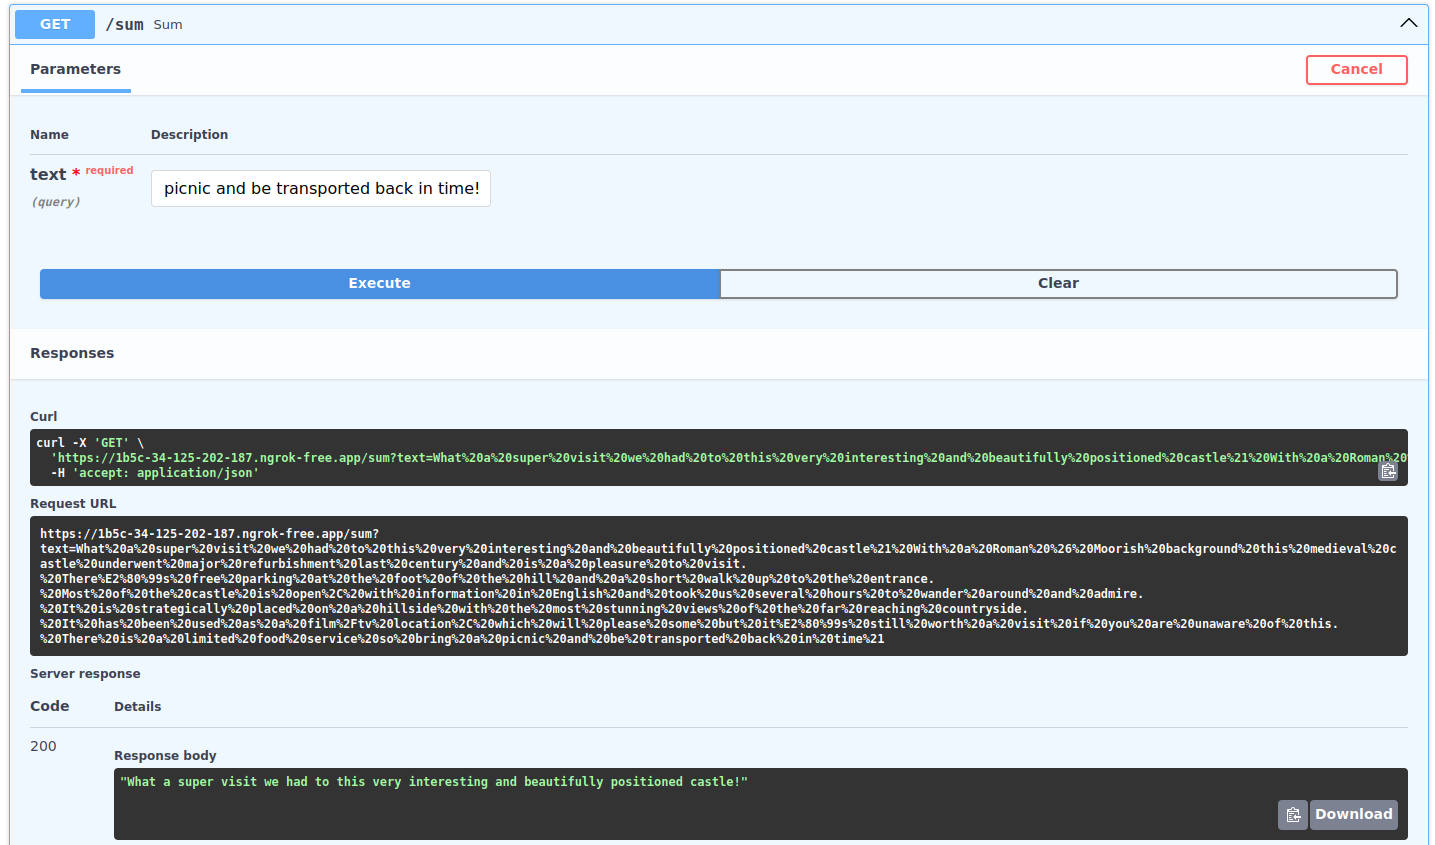 GET /sum Sum
Parameters
Cancel
Name Description
text * required
picnic and be transported back in time!
(query)
Execute Clear
Responses
Curl
curl -X 'GET' \
'https://1b5c-34-125-202-187.ngrok-free.app/sum?text=What%20a%20super%20visit%20we%20had%20to%20this%20very%20interesting%20and%20beautifully%20positioned%20castle%21%20With%20a%20Roman%20
-H 'accept: application/json'
Request URL
https://1b5c-34-125-202-187.ngrok-free.app/sum?
text=What%20a%20super%20visit%20we%20had%20to%20this%20very%20interesting%20and%20beautifully%20positioned%20castle%21%20With%20a%20Roman%20%26%20Moorish%20background%20this%20medieval%20c
astle%20underwent%20major%20refurbishment%20last%20century%20and%20is%20a%20pleasure%20to%20visit.
%20There%E2%80%99s%20free%20parking%20at%20the%20foot%20of%20the%20hill%20and%20a%20short%20walk%20up%20to%20the%20entrance.
%20Most%20of%20the%20castle%20is%20open%2C%20with%20information%20in%20English%20and%20took%20us%20several%20hours%20to%20wander%20around%20and%20admire.
%20It%20is%20strategically%20placed%20on%20a%20hillside%20with%20the%20most%20stunning%20views%20of%20the%20far%20reaching%20countryside.
%20It%20has%20been%20used%20as%20a%20film%2Ftv%20location%2C%20which%20will%20please%20some%20but%20it%E2%80%99s%20still%20worth%20a%20visit%20if%20you%20are%20unaware%20of%20this.
%20There%20is%20a%20limited%20food%20service%20so%20bring%20a%20picnic%20and%20be%20transported%20back%20in%20time%21
Server response
Code Details
200
Response body
"What a super visit we had to this very interesting and beautifully positioned castle!"
Download